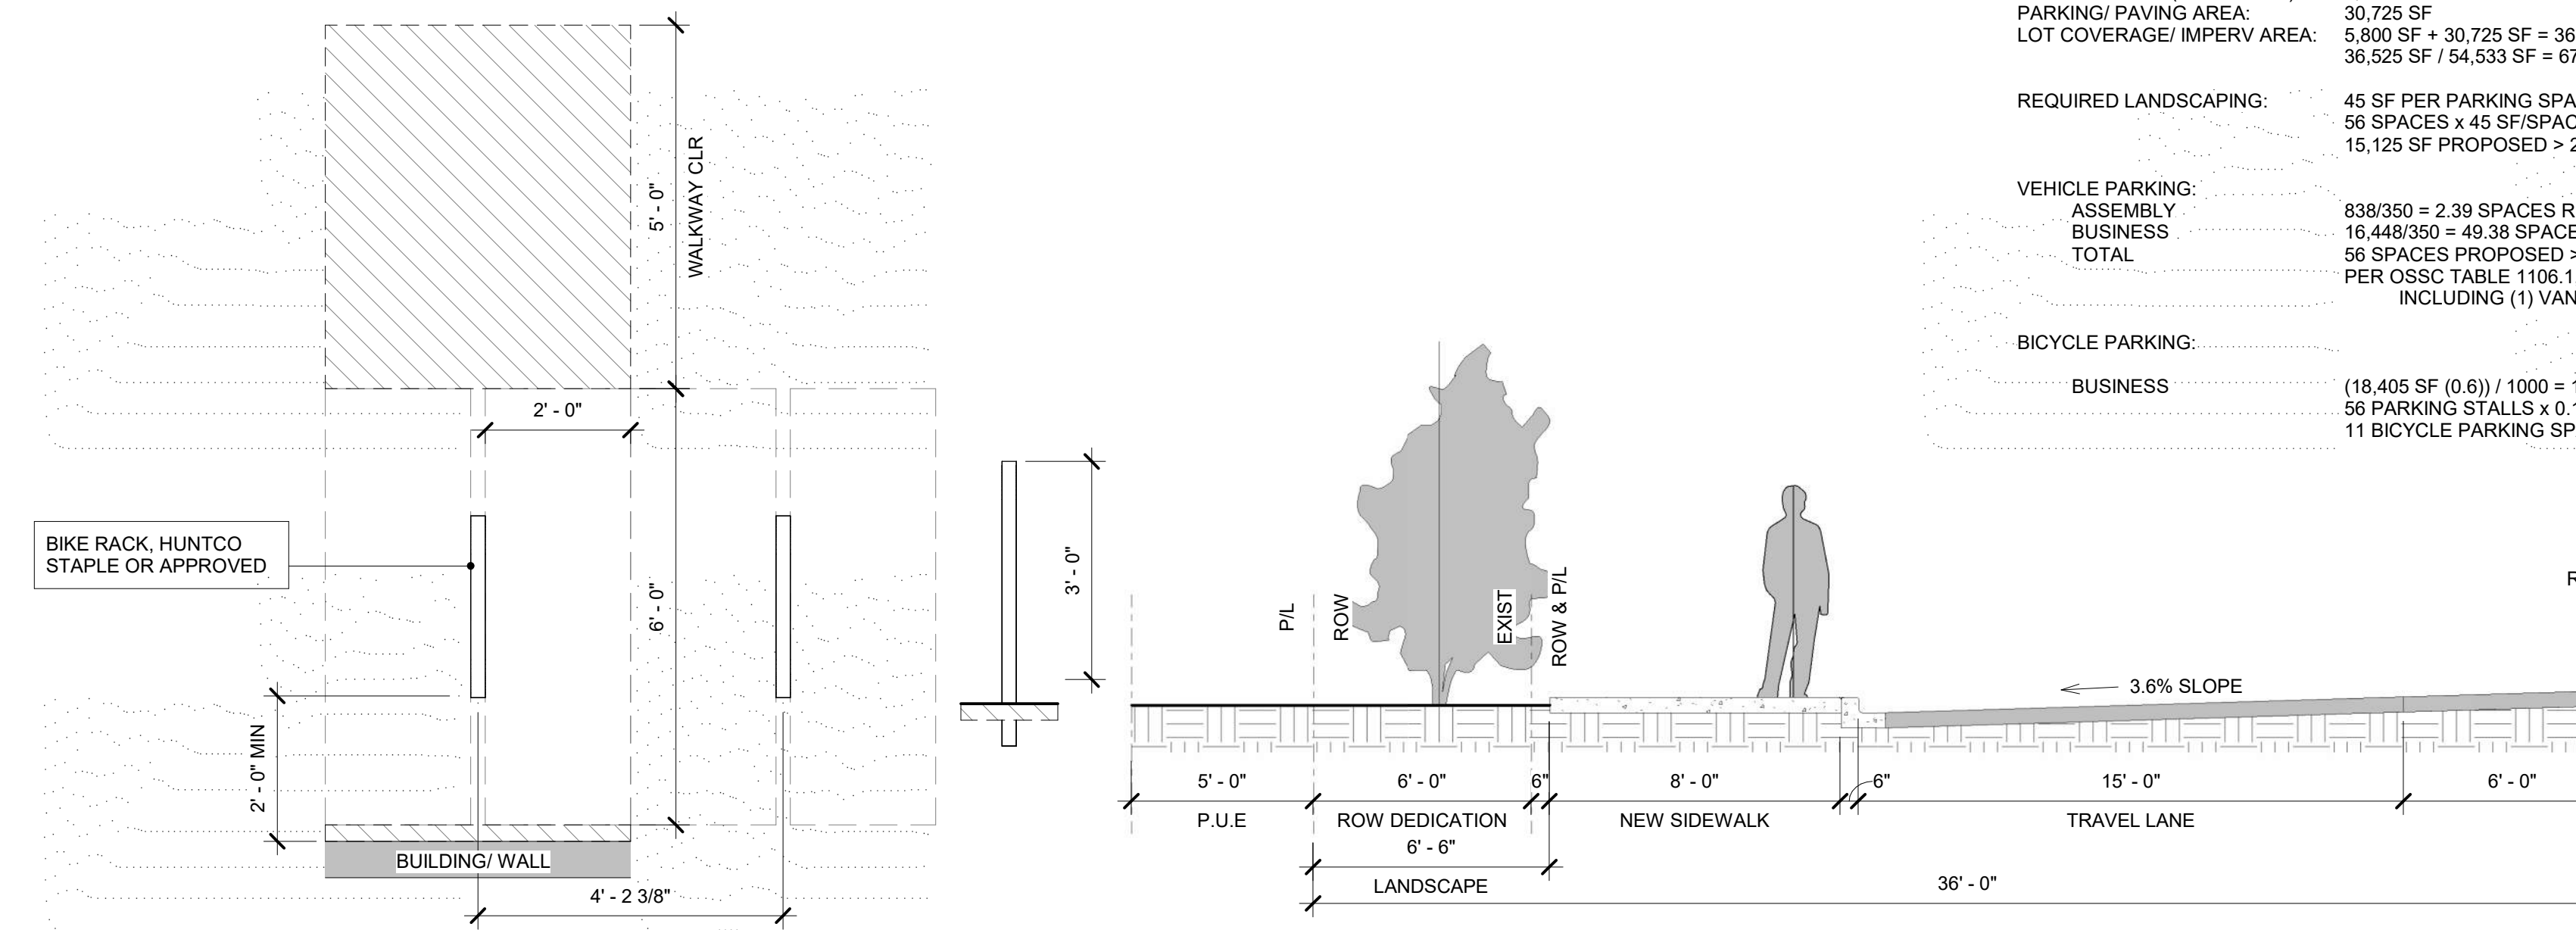 5' - 0"
WALKWAY CLR
2' - 0"
BIKE RACK, HUNTCO
STAPLE OR APPROVED
6' - 0"
2' - 0" MIN
BUILDING/ WALL
4' - 2 3/8"
3' - 0"
P/L
ROW
EXIST
ROW & P/L
3.6% SLOPE
5' - 0"
6' - 0"
6"
8' - 0"
6"
15' - 0"
6' - 0"
P.U.E
ROW DEDICATION
NEW SIDEWALK
TRAVEL LANE
6' - 6"
LANDSCAPE
36' - 0"
PARKING/ PAVING AREA: 30,725 SF
LOT COVERAGE/ IMPERV AREA: 5,800 SF + 30,725 SF = 36
36,525 SF / 54,533 SF = 67
REQUIRED LANDSCAPING: 45 SF PER PARKING SPA
56 SPACES x 45 SF/SPAC
15,125 SF PROPOSED > 2
VEHICLE PARKING:
ASSEMBLY 838/350 = 2.39 SPACES R
BUSINESS 16,448/350 = 49.38 SPACE
TOTAL 56 SPACES PROPOSED >
PER OSSC TABLE 1106.1
INCLUDING (1) VAN
BICYCLE PARKING:
BUSINESS (18,405 SF (0.6)) / 1000 = 1
56 PARKING STALLS x 0.1
11 BICYCLE PARKING SP